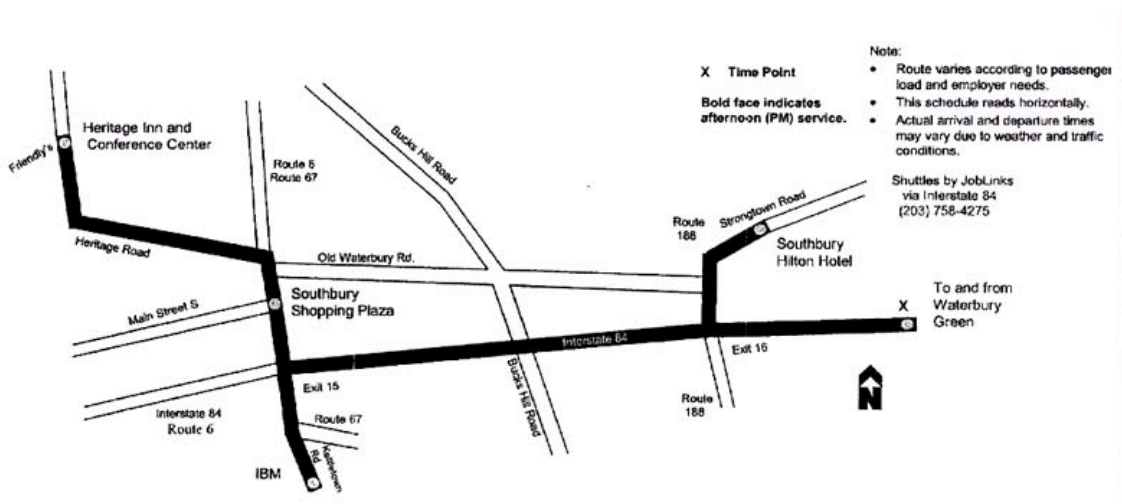 Note:
X Time Point
• Route varies according to passenger
load and employer needs.
Bold face indicates
afternoon (PM) service.
• This schedule reads horizontally.
• Actual arrival and departure times
may vary due to weather and traffic
conditions.
Shuttles by JobLinks
via Interstate 84
(203) 758-4275
Heritage Inn and
Conference Center
Friendly's
Route 6
Route 67
Bucks Hill Road
Heritage Road
Old Waterbury Rd.
Route
188
Strongtown Road
Southbury
Hilton Hotel
Main Street S
Southbury
Shopping Plaza
X
To and from
Waterbury
Green
Interstate 84
Exit 16
Exit 15
Bucks Hill Road
Route
188
N
Interstate 84
Route 6
Route 67
Kettletown
Rd
IBM